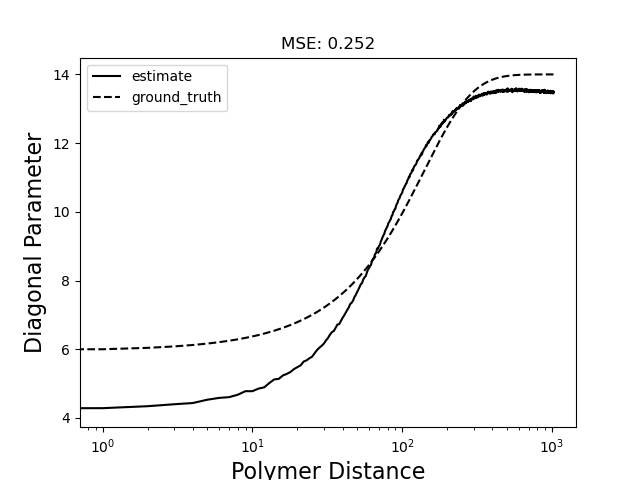 MSE: 0.252
estimate
ground_truth
Diagonal Parameter
14
12
10
8
6
4
10⁰
10¹
10²
10³
Polymer Distance